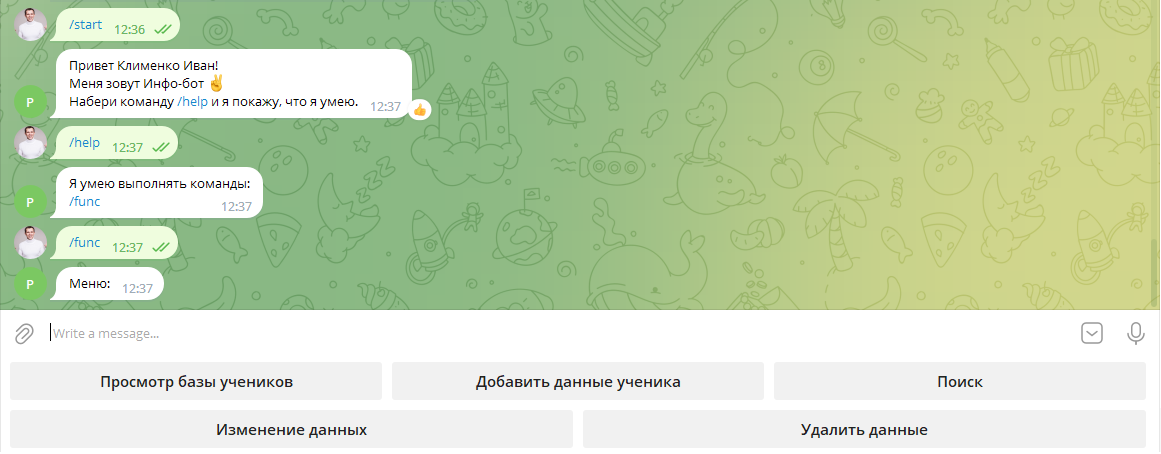 /start 12:36
Привет Клименко Иван!
Меня зовут Инфо-бот ✌
Набери команду /help и я покажу, что я умею. 12:37
P
/help 12:37
Я умею выполнять команды:
/func 12:37
P
/func 12:37
P Меню: 12:37
Write a message...
Просмотр базы учеников Добавить данные ученика Поиск
Изменение данных Удалить данные